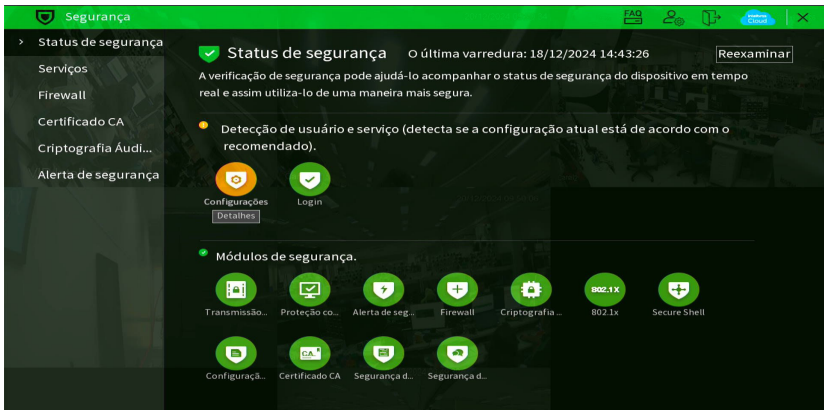 Segurança
FAQ
intelbras
Cloud
Status de segurança
Serviços
Firewall
Certificado CA
Criptografia Áudi...
Alerta de segurança
Status de segurança O última varredura: 18/12/2024 14:43:26 Reexaminar
A verificação de segurança pode ajudá-lo acompanhar o status de segurança do dispositivo em tempo
real e assim utiliza-lo de uma maneira mais segura.
Detecção de usuário e serviço (detecta se a configuração atual está de acordo com o
recomendado).
Configurações Login
Detalhes
Módulos de segurança.
802.1X
Transmissão... Proteção co... Alerta de seg... Firewall Criptografia ... 802.1x Secure Shell
CA
Configuraçã... Certificado CA Segurança d... Segurança d...